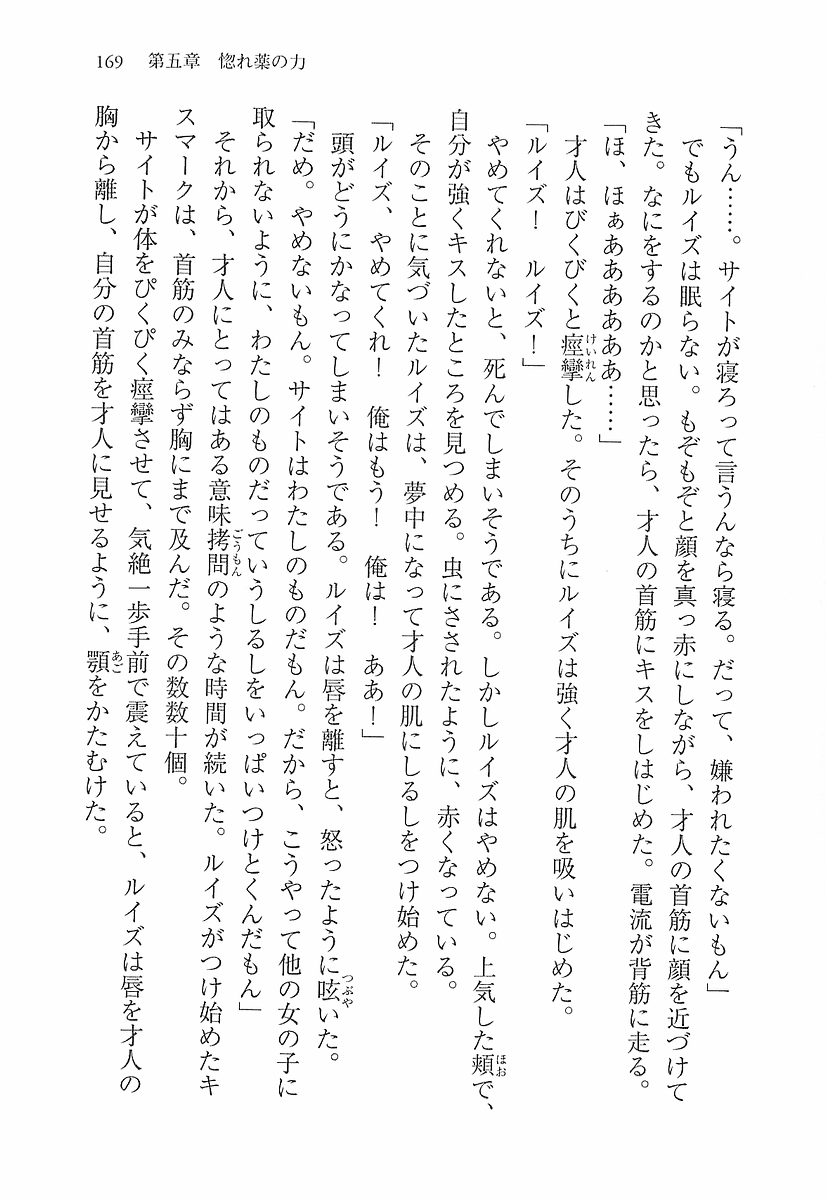 169　第五章　惚れ薬の力
「うん……。サイトが寝ろって言うんなら寝る。だって、嫌われたくないもん」
　でもルイズは眠らない。もぞもぞと顔を真っ赤にしながら、才人の首筋に顔を近づけて
きた。なにをするのかと思ったら、才人の首筋にキスをしはじめた。電流が背筋に走る。
「ほ、ほぁあああああ……」
　才人はびくびくと痙攣した。そのうちにルイズは強く才人の肌を吸いはじめた。
「ルイズ！　ルイズ！」
　やめてくれないと、死んでしまいそうである。しかしルイズはやめない。上気した頬で、
自分が強くキスしたところを見つめる。虫にさされたように、赤くなっている。
　そのことに気づいたルイズは、夢中になって才人の肌にしるしをつけ始めた。
「ルイズ、やめてくれ！　俺はもう！　俺は！　ああ！」
　頭がどうにかなってしまいそうである。ルイズは唇を離すと、怒ったように呟いた。
「だめ。やめないもん。サイトはわたしのものだもん。だから、こうやって他の女の子に
取られないように、わたしのものだっていうしるしをいっぱいつけとくんだもん」
　それから、才人にとってはある意味拷問のような時間が続いた。ルイズがつけ始めたキ
スマークは、首筋のみならず胸にまで及んだ。その数数十個。
　サイトが体をぴくぴく痙攣させて、気絶一歩手前で震えていると、ルイズは唇を才人の
胸から離し、自分の首筋を才人に見せるように、顎をかたむけた。